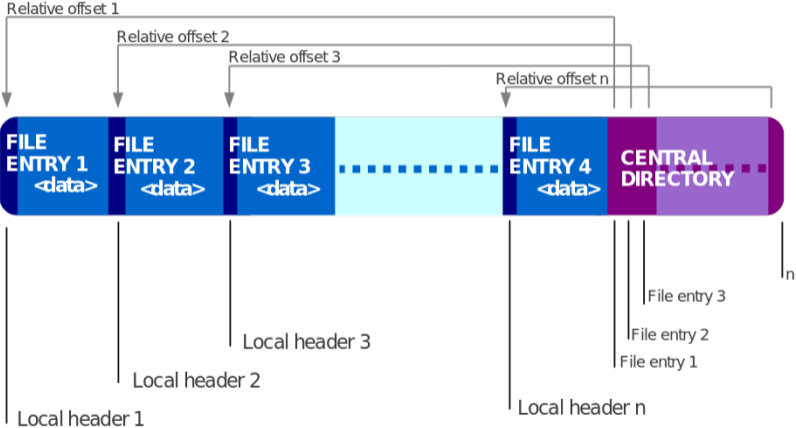 Relative offset 1
Relative offset 2
Relative offset 3
Relative offset n
FILE
ENTRY 1
<data>
FILE
ENTRY 2
<data>
FILE
ENTRY 3
<data>
FILE
ENTRY 4
<data>
CENTRAL
DIRECTORY
n
File entry 3
File entry 2
File entry 1
Local header 3
Local header 2
Local header n
Local header 1